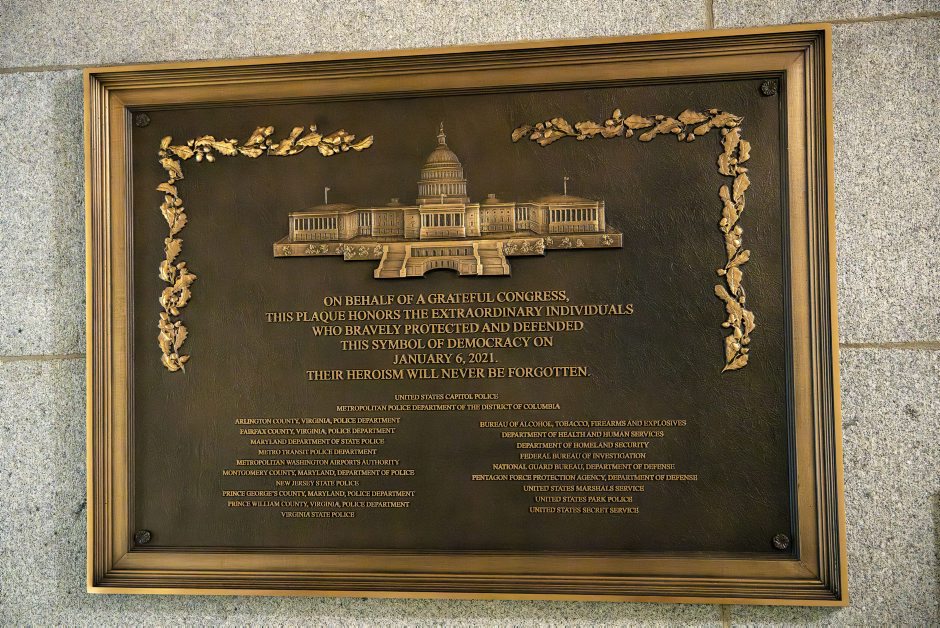 ON BEHALF OF A GRATEFUL CONGRESS,
THIS PLAQUE HONORS THE EXTRAORDINARY INDIVIDUALS
WHO BRAVELY PROTECTED AND DEFENDED
THIS SYMBOL OF DEMOCRACY ON
JANUARY 6, 2021.
THEIR HEROISM WILL NEVER BE FORGOTTEN.
UNITED STATES CAPITOL POLICE
METROPOLITAN POLICE DEPARTMENT OF THE DISTRICT OF COLUMBIA
ARLINGTON COUNTY, VIRGINIA, POLICE DEPARTMENT
FAIRFAX COUNTY, VIRGINIA, POLICE DEPARTMENT
MARYLAND DEPARTMENT OF STATE POLICE
METRO TRANSIT POLICE DEPARTMENT
METROPOLITAN WASHINGTON AIRPORTS AUTHORITY
MONTGOMERY COUNTY, MARYLAND, DEPARTMENT OF POLICE
NEW JERSEY STATE POLICE
PRINCE GEORGE'S COUNTY, MARYLAND, POLICE DEPARTMENT
PRINCE WILLIAM COUNTY, VIRGINIA, POLICE DEPARTMENT
VIRGINIA STATE POLICE
BUREAU OF ALCOHOL, TOBACCO, FIREARMS AND EXPLOSIVES
DEPARTMENT OF HEALTH AND HUMAN SERVICES
DEPARTMENT OF HOMELAND SECURITY
FEDERAL BUREAU OF INVESTIGATION
NATIONAL GUARD BUREAU, DEPARTMENT OF DEFENSE
PENTAGON FORCE PROTECTION AGENCY, DEPARTMENT OF DEFENSE
UNITED STATES MARSHALS SERVICE
UNITED STATES PARK POLICE
UNITED STATES SECRET SERVICE